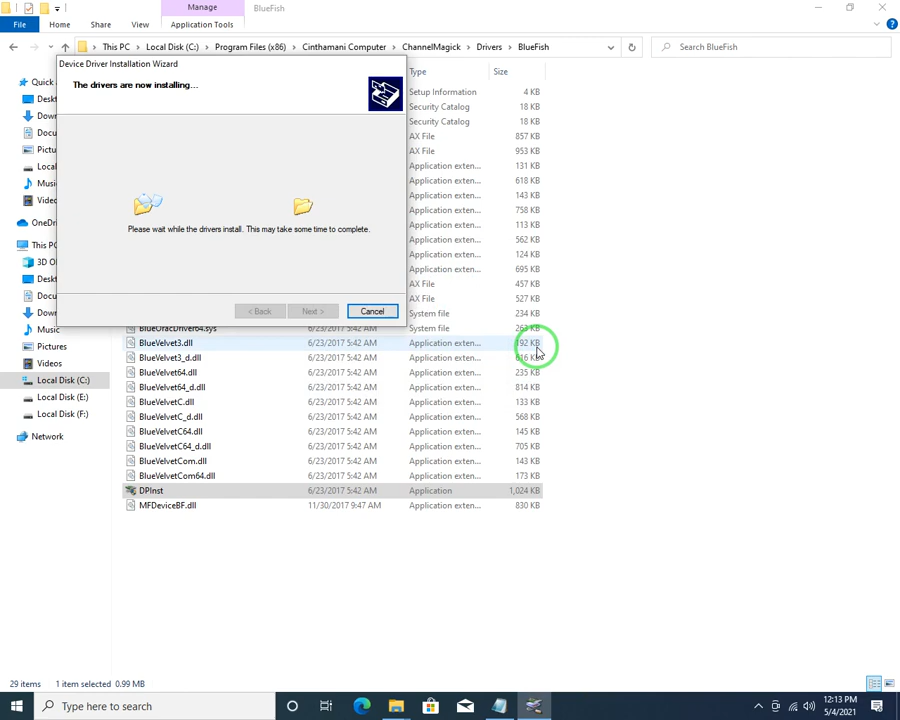 Manage
BlueFish
File
Home
Share
View
Application Tools
This PC
Local Disk (C:)
Program Files (x86)
Cinthamani Computer
ChannelMagick
Drivers
BlueFish
Search BlueFish
Device Driver Installation Wizard
The drivers are now installing...
Please wait while the drivers install. This may take some time to complete.
< Back
Next >
Cancel
Type
Size
Setup Information 4 KB
Security Catalog 18 KB
Security Catalog 18 KB
AX File 857 KB
AX File 953 KB
Application exten... 131 KB
Application exten... 618 KB
Application exten... 143 KB
Application exten... 758 KB
Application exten... 113 KB
Application exten... 562 KB
Application exten... 124 KB
Application exten... 695 KB
AX File 457 KB
AX File 527 KB
System file 234 KB
BlueOracDriver64.sys 6/23/2017 5:42 AM System file 263 KB
BlueVelvet3.dll 6/23/2017 5:42 AM Application exten... 192 KB
BlueVelvet3_d.dll 6/23/2017 5:42 AM Application exten... 616 KB
BlueVelvet64.dll 6/23/2017 5:42 AM Application exten... 235 KB
BlueVelvet64_d.dll 6/23/2017 5:42 AM Application exten... 814 KB
BlueVelvetC.dll 6/23/2017 5:42 AM Application exten... 133 KB
BlueVelvetC_d.dll 6/23/2017 5:42 AM Application exten... 568 KB
BlueVelvetC64.dll 6/23/2017 5:42 AM Application exten... 145 KB
BlueVelvetC64_d.dll 6/23/2017 5:42 AM Application exten... 705 KB
BlueVelvetCom.dll 6/23/2017 5:42 AM Application exten... 143 KB
BlueVelvetCom64.dll 6/23/2017 5:42 AM Application exten... 173 KB
DPInst 6/23/2017 5:42 AM Application 1,024 KB
MFDeviceBF.dll 11/30/2017 9:47 AM Application exten... 830 KB
Quick
Deskt
Down
Docu
Pictu
Local
Music
Video
OneDri
This PC
3D Ob
Deskt
Docu
Down
Music
Pictures
Videos
Local Disk (C:)
Local Disk (E:)
Local Disk (F:)
Network
29 items
1 item selected 0.99 MB
Type here to search
12:13 PM
5/4/2021